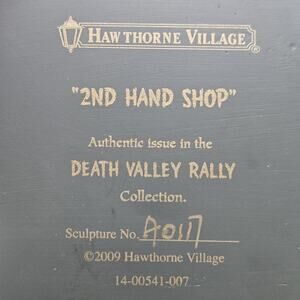 HAWTHORNE VILLAGE®
"2ND HAND SHOP"
Authentic issue in the
DEATH VALLEY RALLY
Collection.
Sculpture No. A0117
©2009 Hawthorne Village
14-00541-007